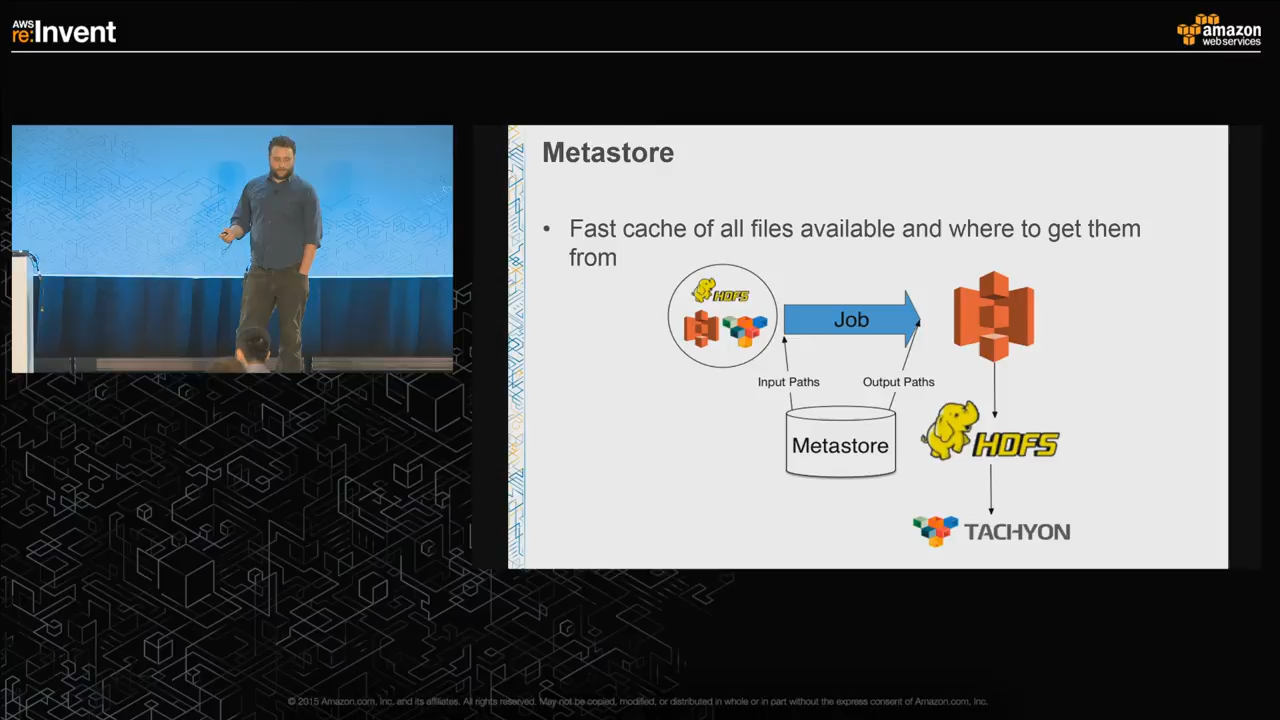 AWS
re:Invent
amazon
web services
Metastore
• Fast cache of all files available and where to get them
from
HDFS
Job
Input Paths
Output Paths
Metastore
HDFS
TACHYON
© 2015 Amazon.com, Inc. and its affiliates. All rights reserved. May not be copied, modified, or distributed in whole or in part without the express consent of Amazon.com, Inc.